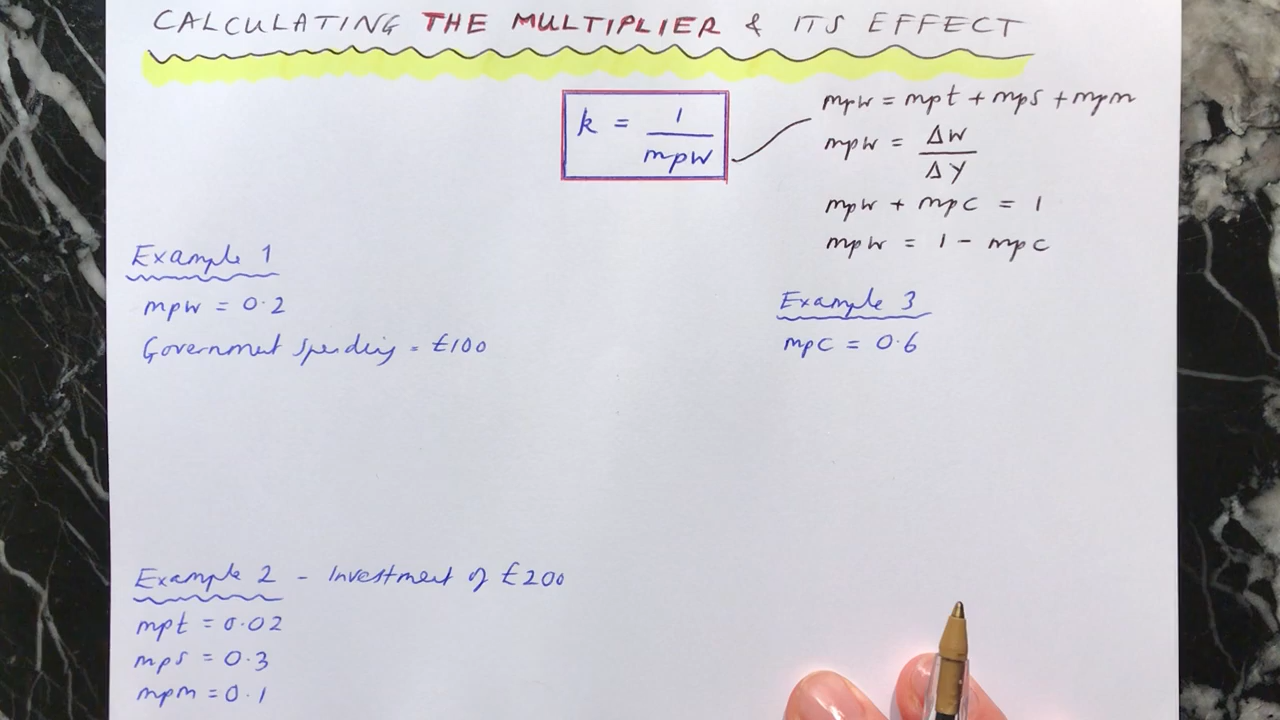 CALCULATING THE MULTIPLIER & ITS EFFECT
k = 1 / mpw
mpw = mpt + mps + mpm
mpw = ΔW / ΔY
mpw + mpc = 1
mpw = 1 - mpc
Example 1
mpw = 0.2
Government spending = £100
Example 3
mpc = 0.6
Example 2 - Investment of £200
mpt = 0.02
mps = 0.3
mpm = 0.1